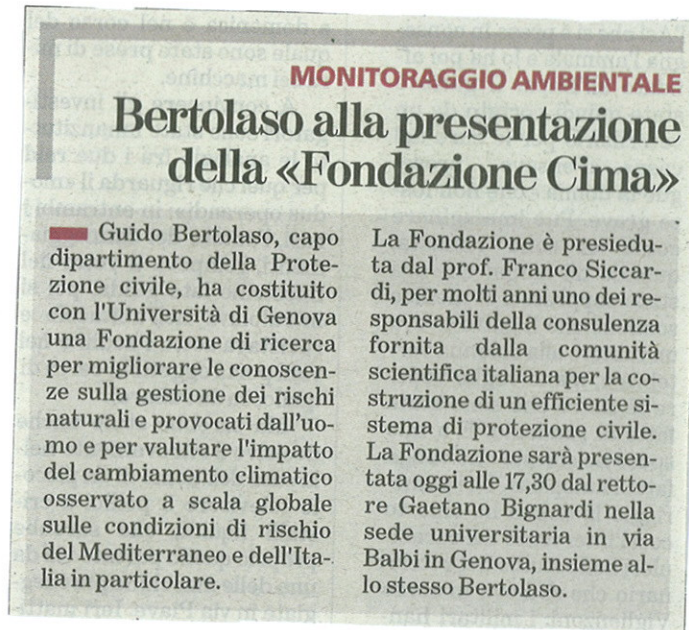 MONITORAGGIO AMBIENTALE
Bertolaso alla presentazione
della «Fondazione Cima»
Guido Bertolaso, capo
dipartimento della Prote-
zione civile, ha costituito
con l'Università di Genova
una Fondazione di ricerca
per migliorare le conoscen-
ze sulla gestione dei rischi
naturali e provocati dall'uo-
mo e per valutare l'impatto
del cambiamento climatico
osservato a scala globale
sulle condizioni di rischio
del Mediterraneo e dell'Ita-
lia in particolare.
La Fondazione è presiedu-
ta dal prof. Franco Siccar-
di, per molti anni uno dei re-
sponsabili della consulenza
fornita dalla comunità
scientifica italiana per la co-
struzione di un efficiente si-
stema di protezione civile.
La Fondazione sarà presen-
tata oggi alle 17,30 dal retto-
re Gaetano Bignardi nella
sede universitaria in via
Balbi in Genova, insieme al-
lo stesso Bertolaso.